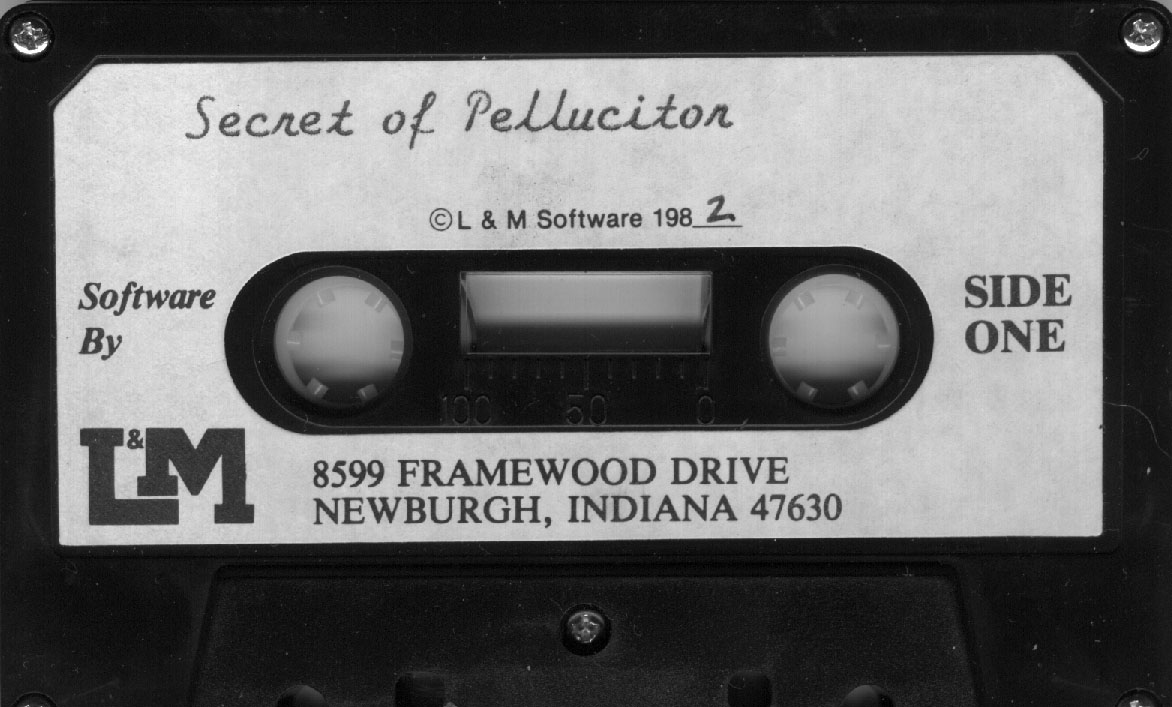 Secret of Pelluciton
©L & M Software 1982
Software
By
SIDE
ONE
100 50 0
L&M
8599 FRAMEWOOD DRIVE
NEWBURGH, INDIANA 47630